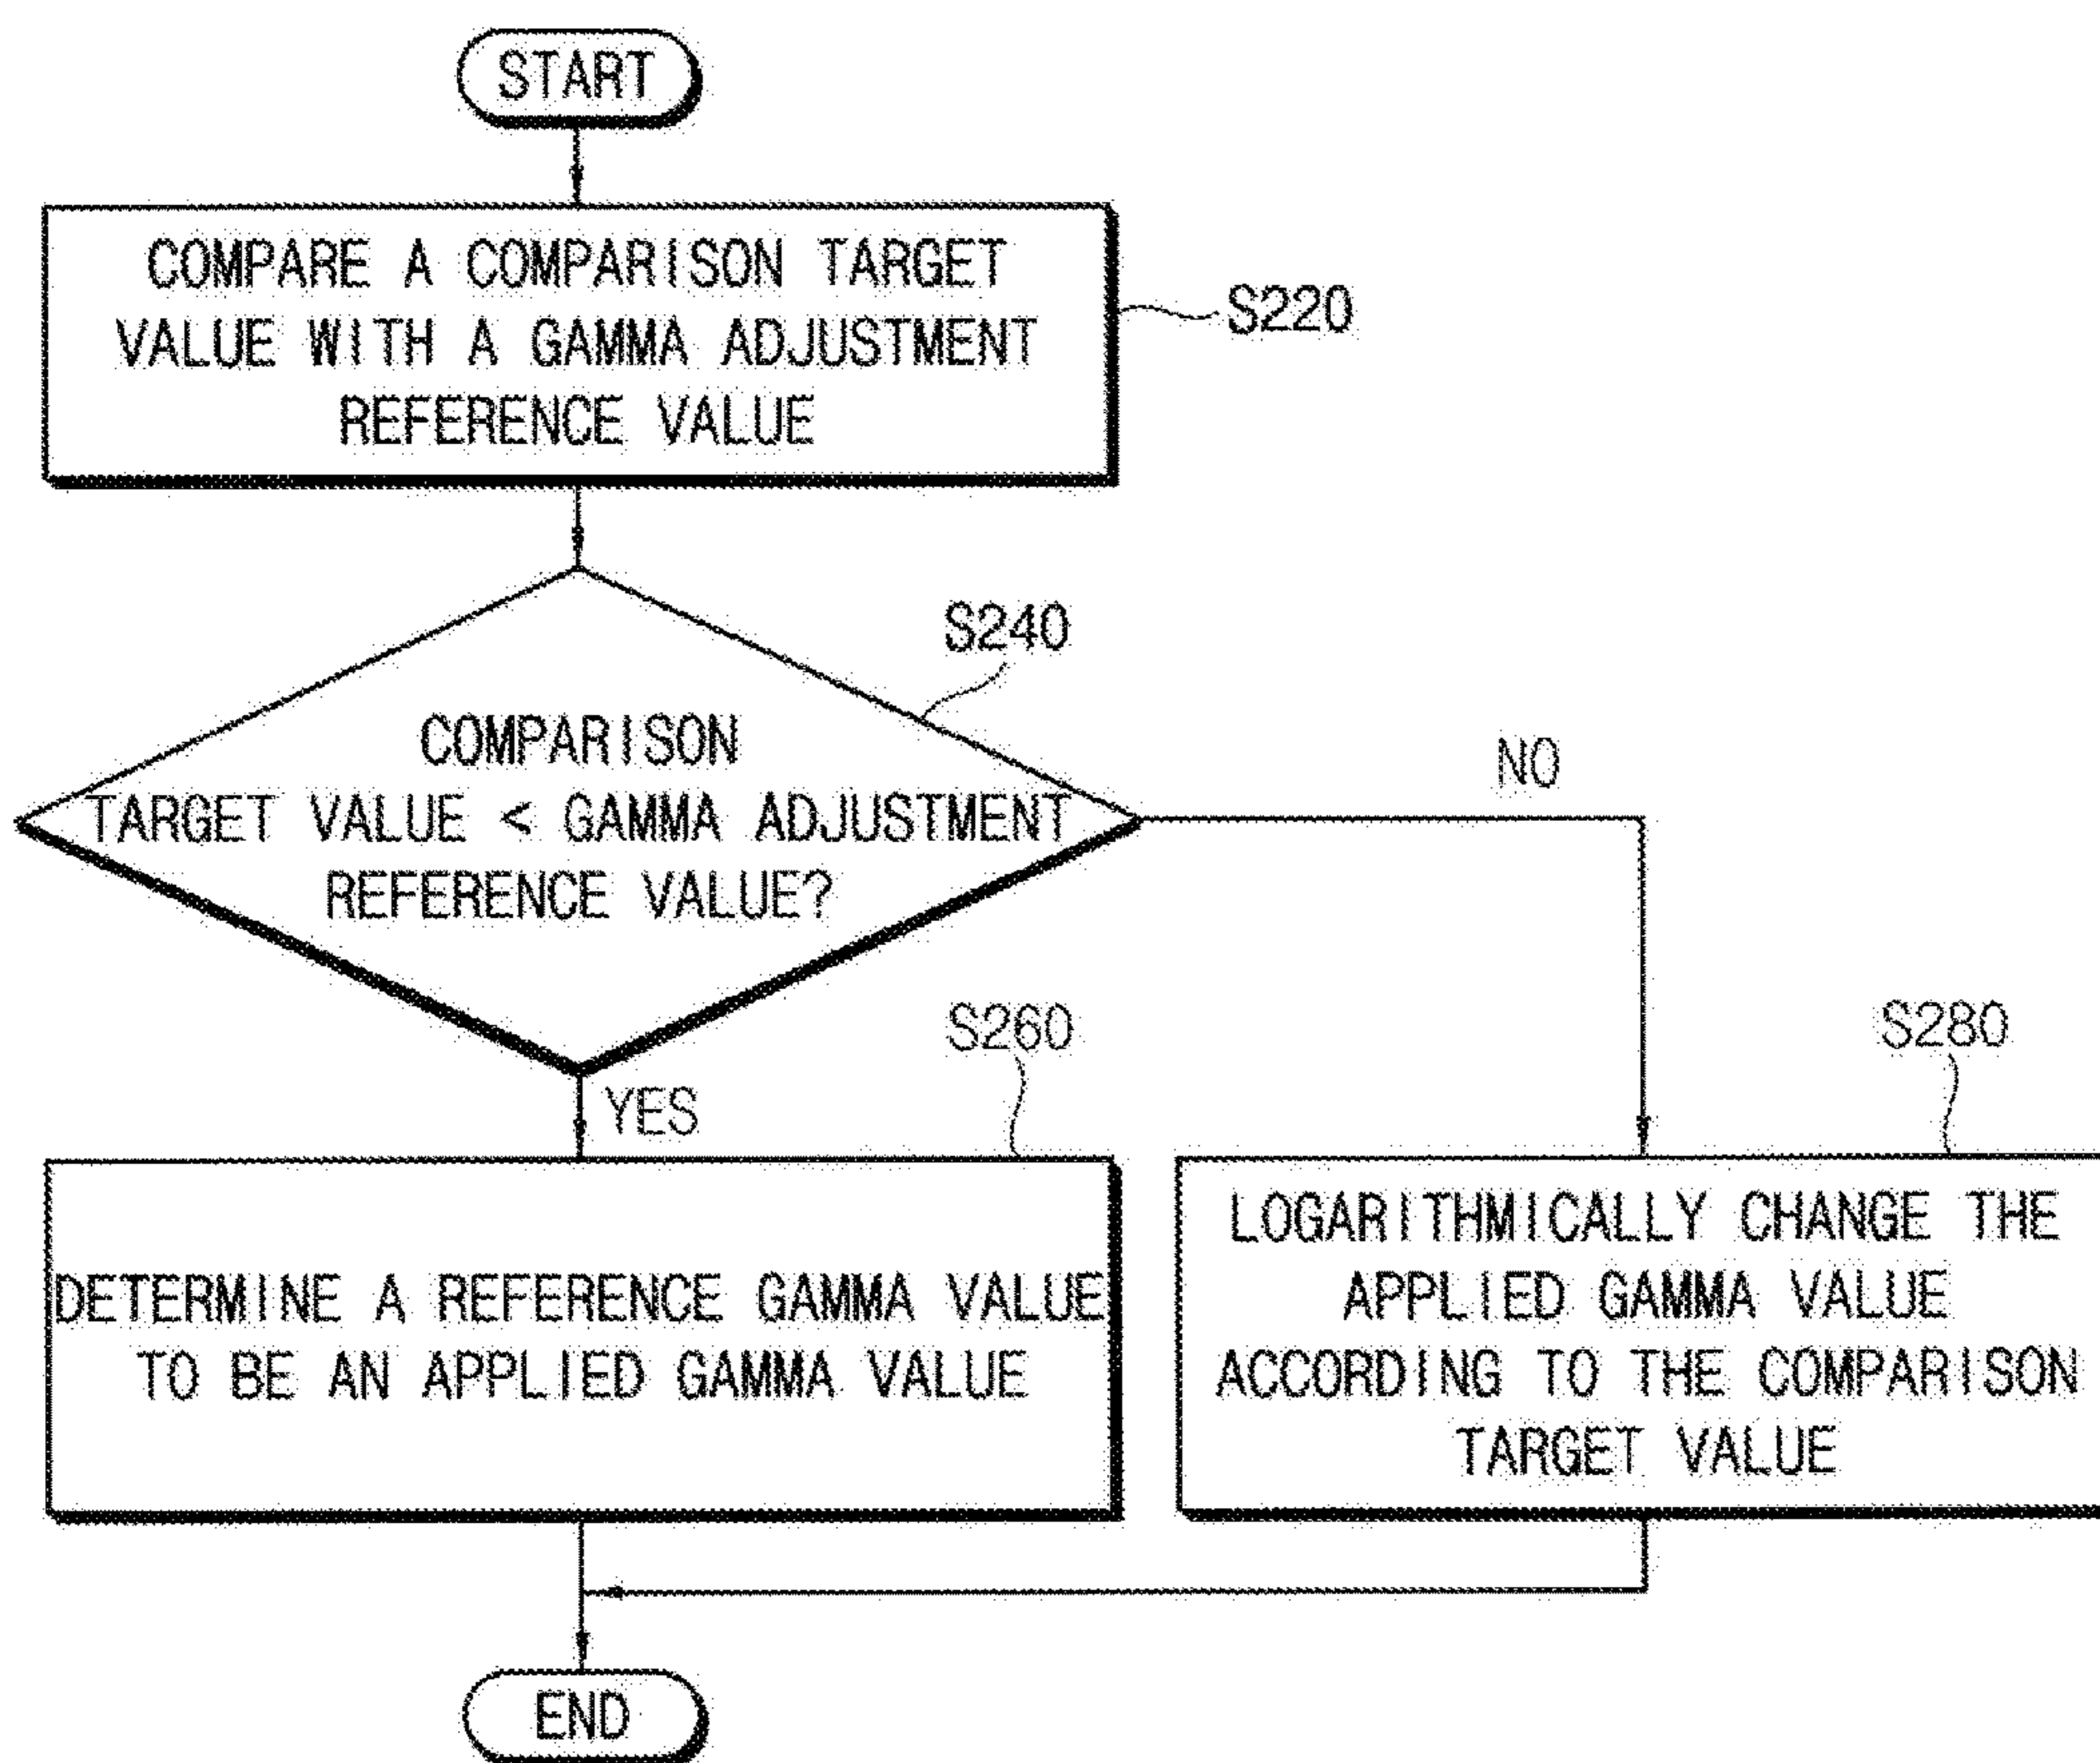 START
COMPARE A COMPARISON TARGET
VALUE WITH A GAMMA ADJUSTMENT
REFERENCE VALUE
S220
S240
COMPARISON
TARGET VALUE < GAMMA ADJUSTMENT
REFERENCE VALUE?
NO
YES
S260
DETERMINE A REFERENCE GAMMA VALUE
TO BE AN APPLIED GAMMA VALUE
S280
LOGARITHMICALLY CHANGE THE
APPLIED GAMMA VALUE
ACCORDING TO THE COMPARISON
TARGET VALUE
END